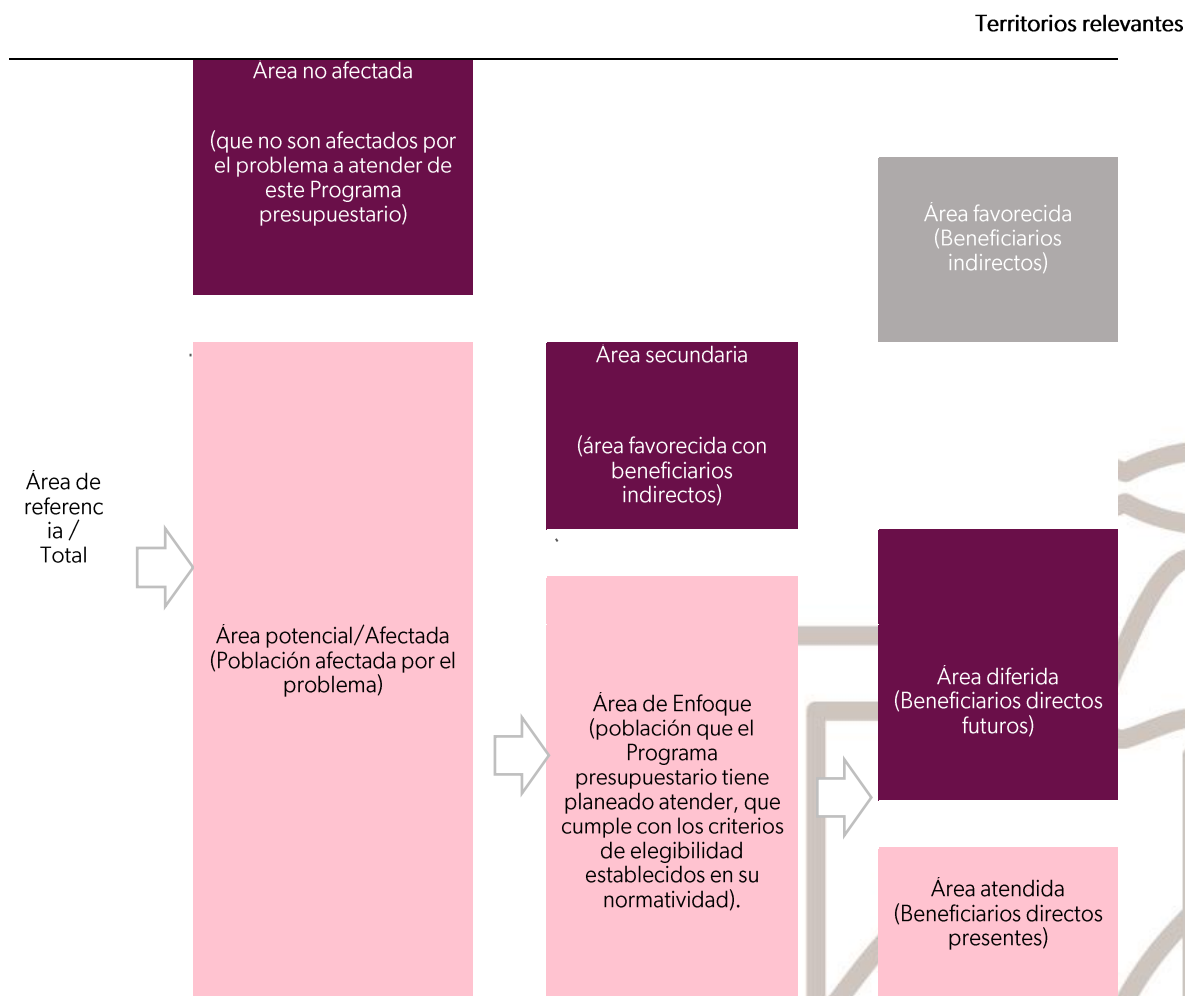 Territorios relevantes
Área no afectada
(que no son afectados por
el problema a atender de
este Programa
presupuestario)
Área favorecida
(Beneficiarios
indirectos)
Área secundaria
(área favorecida con
beneficiarios
indirectos)
Área de
referenc
ia /
Total
Área potencial/Afectada
(Población afectada por el
problema)
Área de Enfoque
(población que el
Programa
presupuestario tiene
planeado atender, que
cumple con los criterios
de elegibilidad
establecidos en su
normatividad).
Área diferida
(Beneficiarios directos
futuros)
Área atendida
(Beneficiarios directos
presentes)